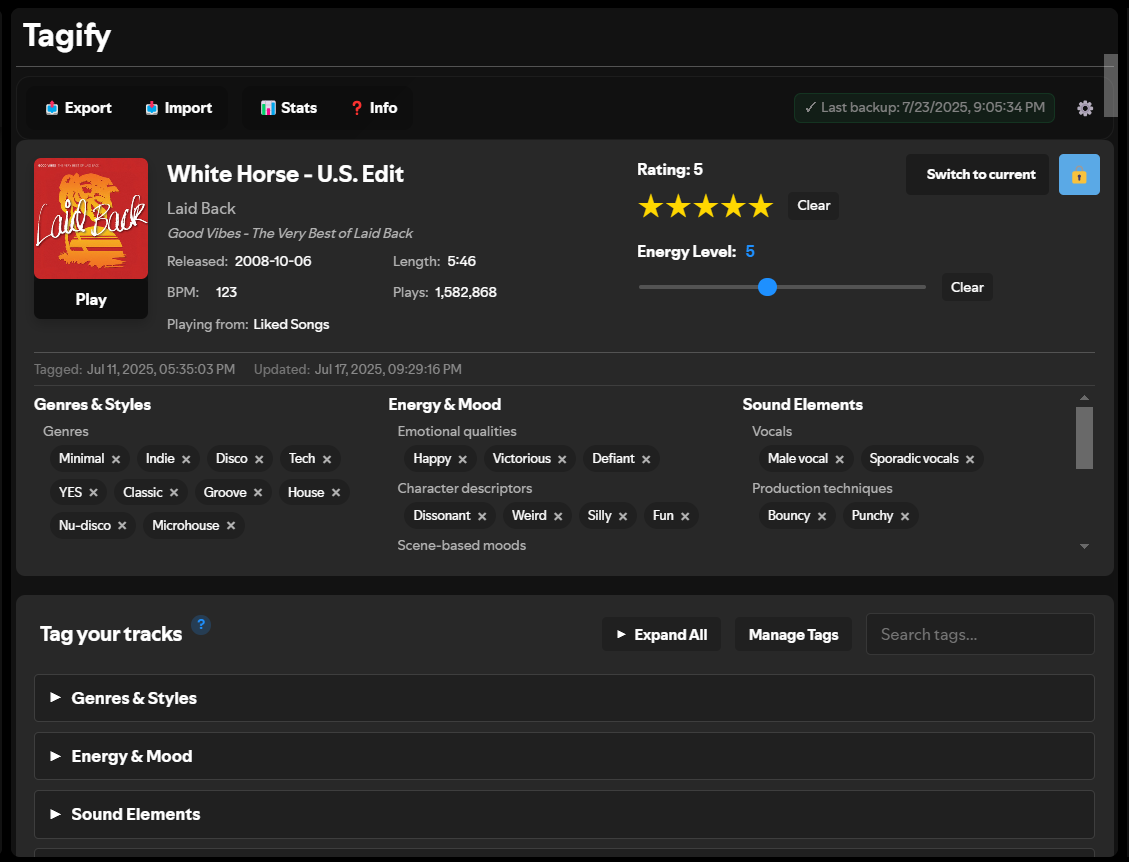 Tagify
Export Import Stats Info
✓ Last backup: 7/23/2025, 9:05:34 PM
Laid Back
Play
White Horse - U.S. Edit
Laid Back
Good Vibes - The Very Best of Laid Back
Released: 2008-10-06 Length: 5:46
BPM: 123 Plays: 1,582,868
Playing from: Liked Songs
Rating: 5
Clear
Energy Level: 5
Clear
Switch to current
Tagged: Jul 11, 2025, 05:35:03 PM Updated: Jul 17, 2025, 09:29:16 PM
Genres & Styles
Genres
Minimal × Indie × Disco × Tech ×
YES × Classic × Groove × House ×
Nu-disco × Microhouse ×
Energy & Mood
Emotional qualities
Happy × Victorious × Defiant ×
Character descriptors
Dissonant × Weird × Silly × Fun ×
Scene-based moods
Sound Elements
Vocals
Male vocal × Sporadic vocals ×
Production techniques
Bouncy × Punchy ×
Tag your tracks ?
► Expand All Manage Tags Search tags...
► Genres & Styles
► Energy & Mood
► Sound Elements